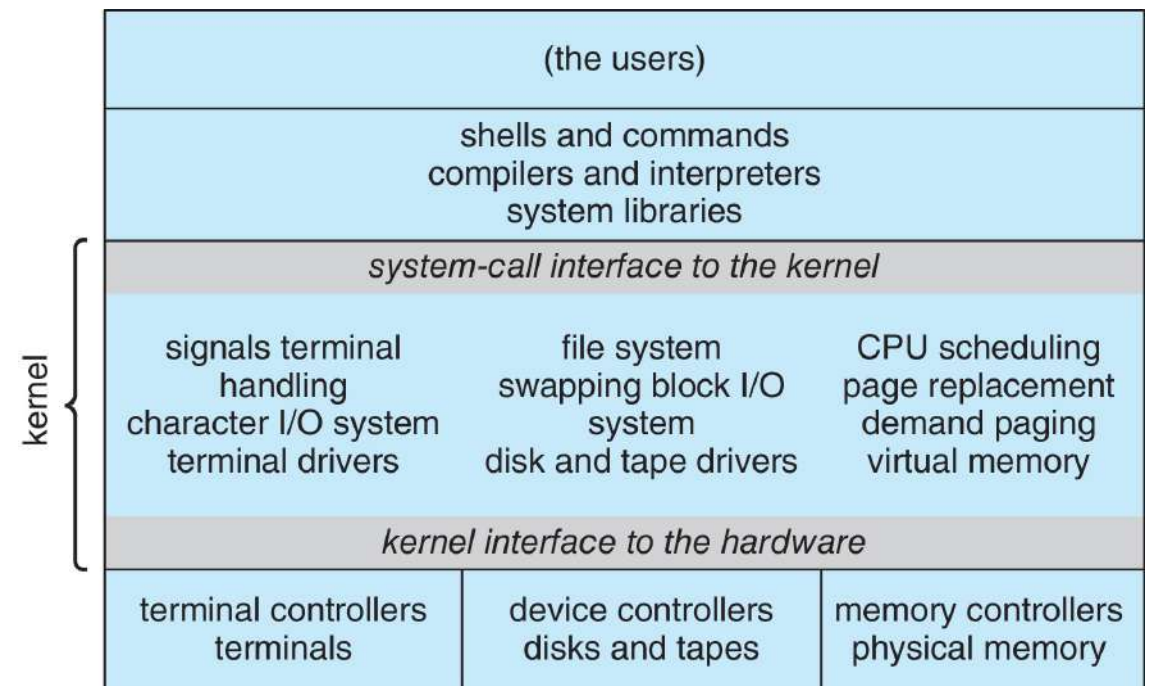 (the users)
shells and commands
compilers and interpreters
system libraries
system-call interface to the kernel
kernel
signals terminal
handling
character I/O system
terminal drivers
file system
swapping block I/O
system
disk and tape drivers
CPU scheduling
page replacement
demand paging
virtual memory
kernel interface to the hardware
terminal controllers
terminals
device controllers
disks and tapes
memory controllers
physical memory